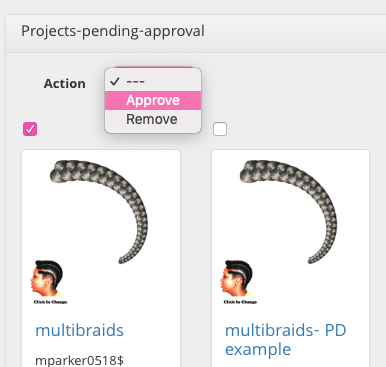 Projects-pending-approval
Action
---
Approve
Remove
Click to Change
Click to Change
multibraids
multibraids- PD
example
mparker0518$